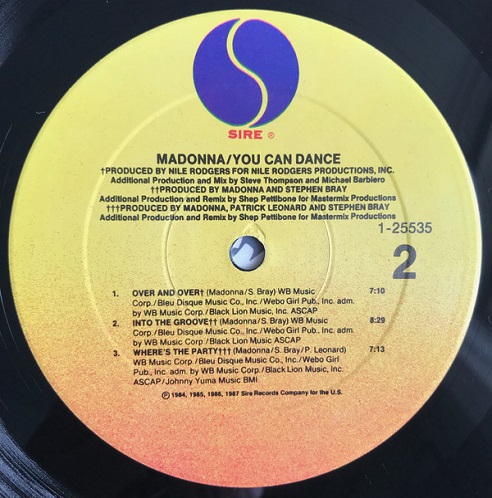 SIRE ®
MADONNA/YOU CAN DANCE
†PRODUCED BY NILE RODGERS FOR NILE RODGERS PRODUCTIONS, INC.
Additional Production and Mix by Steve Thompson and Michael Barbiero
††PRODUCED BY MADONNA AND STEPHEN BRAY
Additional Production and Remix by Shep Pettibone for Mastermix Productions
†††PRODUCED BY MADONNA, PATRICK LEONARD AND STEPHEN BRAY
Additional Production and Remix by Shep Pettibone for Mastermix Productions
1-25535
2
1. OVER AND OVER† (Madonna/S. Bray) WB Music 7:10
Corp./Bleu Disque Music Co., Inc./Webo Girl Pub., Inc. adm.
by WB Music Corp./Black Lion Music, Inc. ASCAP
2. INTO THE GROOVE†† (Madonna/S. Bray) WB Music 8:29
Corp./Bleu Disque Music Co., Inc./Webo Girl Pub., Inc. adm.
by WB Music Corp./Black Lion Music ASCAP
3. WHERE'S THE PARTY††† (Madonna/S. Bray/P. Leonard) 7:13
WB Music Corp./Bleu Disque Music Co., Inc./Webo Girl
Pub., Inc. adm. by WB Music Corp./Black Lion Music, Inc.
ASCAP/Johnny Yuma Music BMI
℗ 1984, 1985, 1986, 1987 Sire Records Company for the U.S.